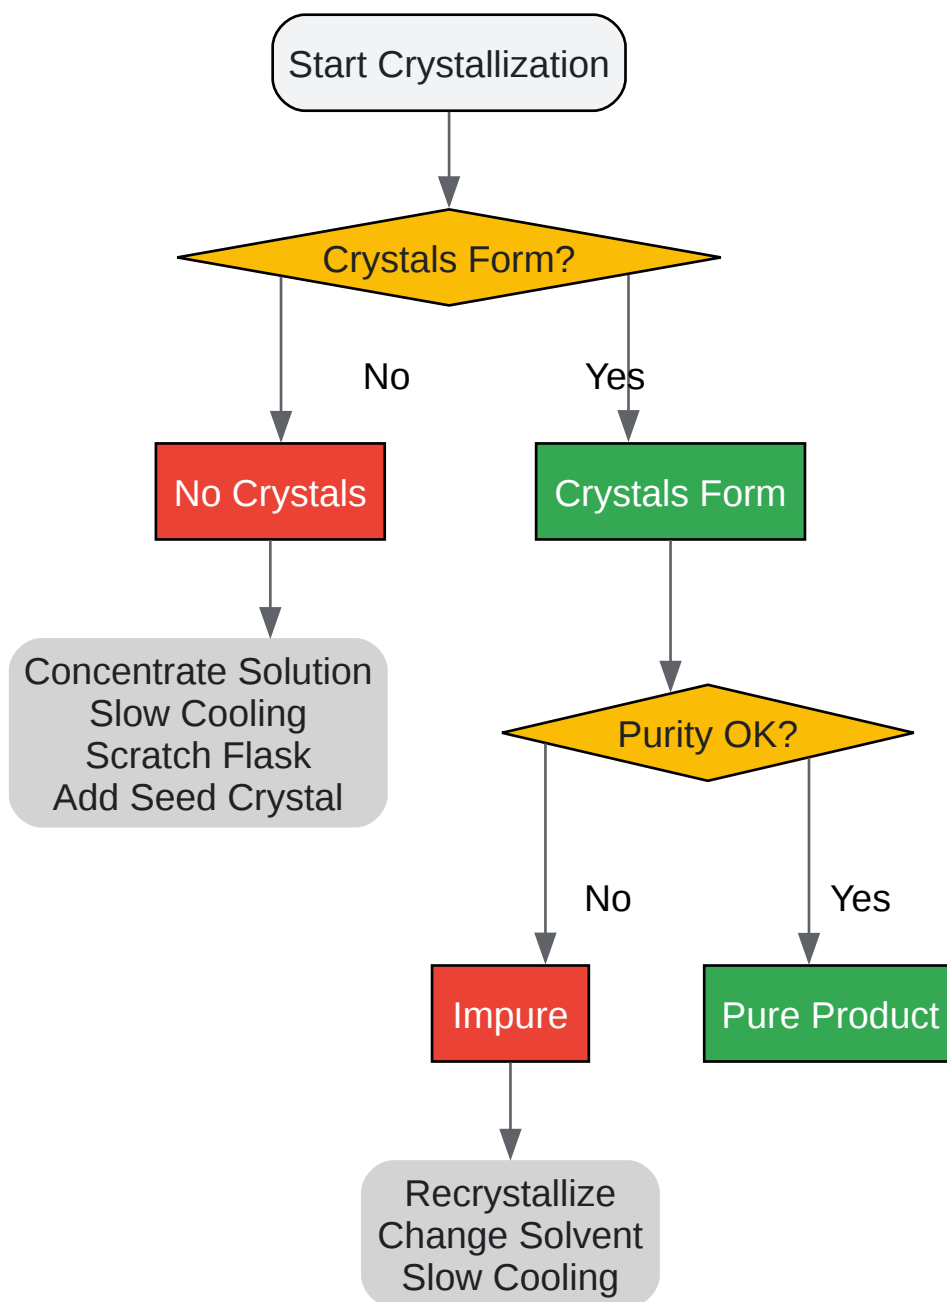 Start Crystallization
Crystals Form?
No
Yes
No Crystals
Crystals Form
Concentrate Solution
Slow Cooling
Scratch Flask
Add Seed Crystal
Purity OK?
No
Yes
Impure
Pure Product
Recrystallize
Change Solvent
Slow Cooling